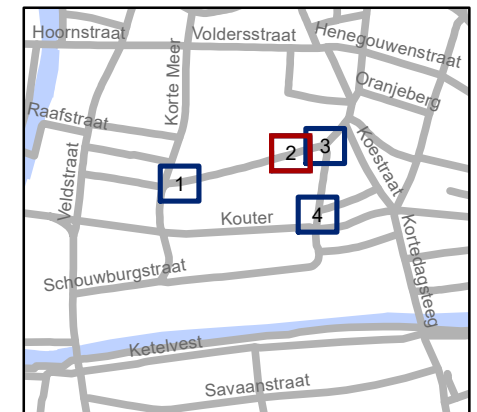 Hoornstraat
Voldersstraat
Henegouwenstraat
Korte Meer
Oranjeberg
Raafstraat
Koestraat
2
3
1
Veldstraat
Kouter
4
Kortedagsteeg
Schouwburgstraat
Ketelvest
Savaanstraat